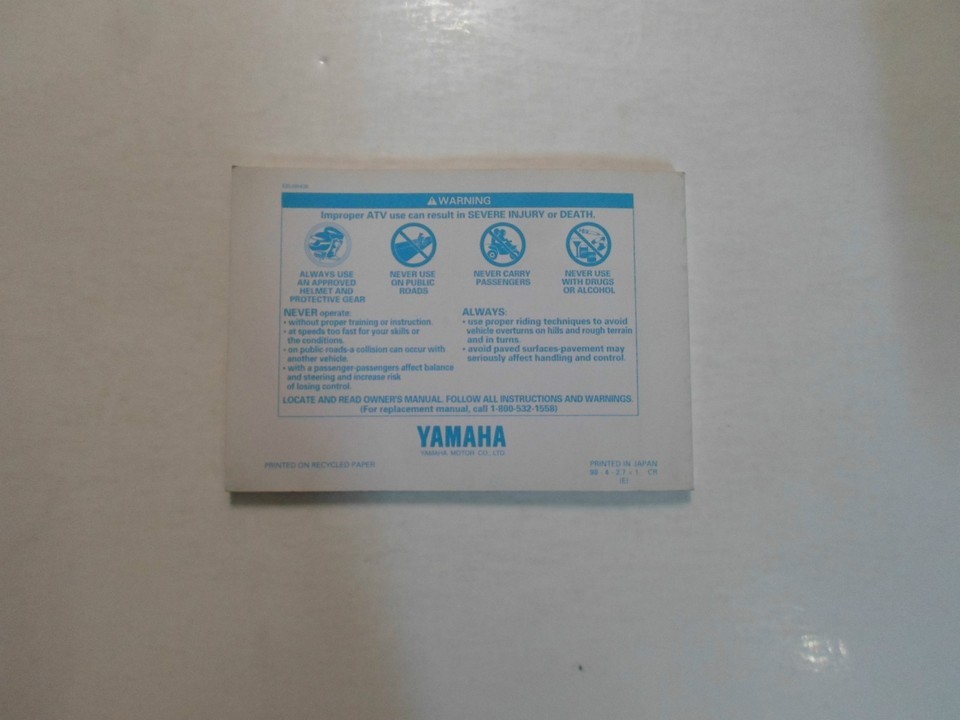 WARNING
Improper ATV use can result in SEVERE INJURY or DEATH.
ALWAYS USE
AN APPROVED
HELMET AND
PROTECTIVE GEAR
NEVER USE
ON PUBLIC
ROADS
NEVER CARRY
PASSENGERS
NEVER USE
WITH DRUGS
OR ALCOHOL
NEVER operate:
• without proper training or instruction.
• at speeds too fast for your skills or
the conditions.
• on public roads-a collision can occur with
another vehicle.
• with a passenger-passengers affect balance
and steering and increase risk
of losing control.
ALWAYS:
• use proper riding techniques to avoid
vehicle overturns on hills and rough terrain
and in turns.
• avoid paved surfaces-pavement may
seriously affect handling and control.
LOCATE AND READ OWNER'S MANUAL. FOLLOW ALL INSTRUCTIONS AND WARNINGS.
(For replacement manual, call 1-800-532-1558)
YAMAHA
YAMAHA MOTOR CO., LTD.
PRINTED ON RECYCLED PAPER
PRINTED IN JAPAN
(E)